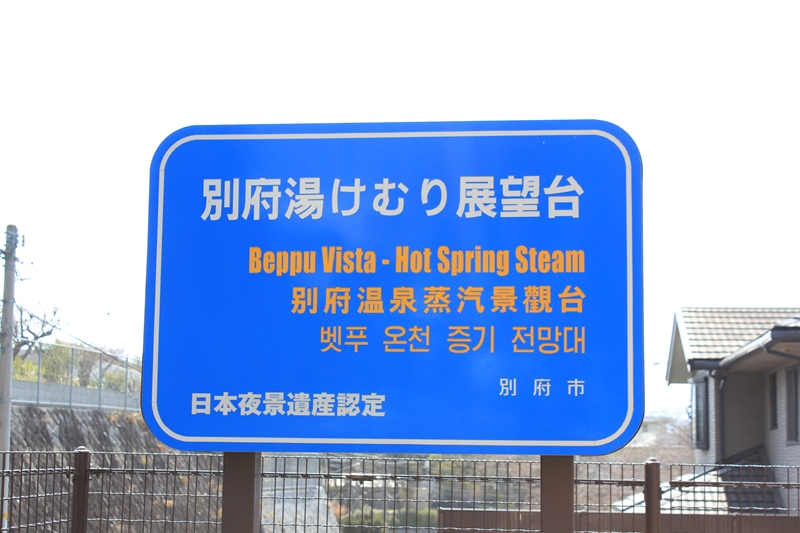 別府湯けむり展望台
Beppu Vista - Hot Spring Steam
別府温泉蒸汽景觀台
벳푸 온천 증기 전망대
別府市
日本夜景遺産認定